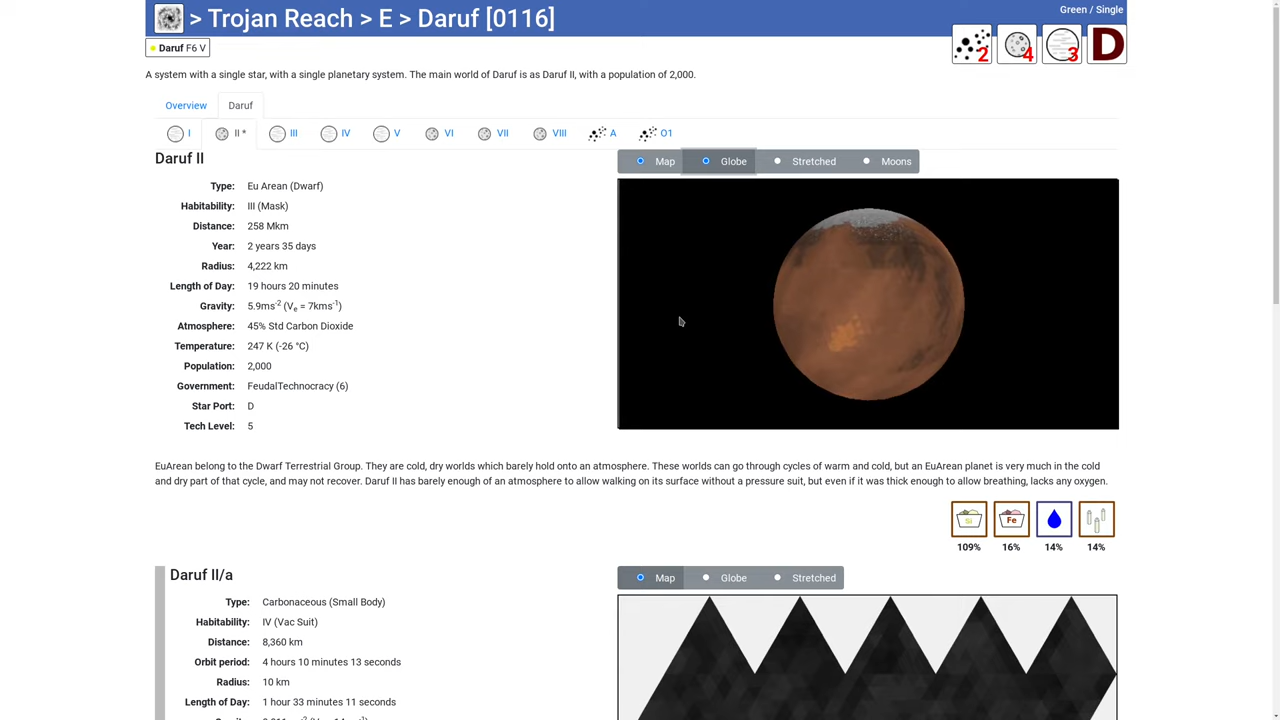 > Trojan Reach > E > Daruf [0116]
Green / Single
Daruf F6 V
2
4
3
D
A system with a single star, with a single planetary system. The main world of Daruf is as Daruf II, with a population of 2,000.
Overview
Daruf
I
II *
III
IV
V
VI
VII
VIII
A
O1
Daruf II
Map
Globe
Stretched
Moons
Type: Eu Arean (Dwarf)
Habitability: III (Mask)
Distance: 258 Mkm
Year: 2 years 35 days
Radius: 4,222 km
Length of Day: 19 hours 20 minutes
Gravity: 5.9ms-2 (Ve = 7kms-1)
Atmosphere: 45% Std Carbon Dioxide
Temperature: 247 K (-26 °C)
Population: 2,000
Government: FeudalTechnocracy (6)
Star Port: D
Tech Level: 5
EuArean belong to the Dwarf Terrestrial Group. They are cold, dry worlds which barely hold onto an atmosphere. These worlds can go through cycles of warm and cold, but an EuArean planet is very much in the cold
and dry part of that cycle, and may not recover. Daruf II has barely enough of an atmosphere to allow walking on its surface without a pressure suit, but even if it was thick enough to allow breathing, lacks any oxygen.
Si
Fe
109%
16%
14%
14%
Daruf II/a
Map
Globe
Stretched
Type: Carbonaceous (Small Body)
Habitability: IV (Vac Suit)
Distance: 8,360 km
Orbit period: 4 hours 10 minutes 13 seconds
Radius: 10 km
Length of Day: 1 hour 33 minutes 11 seconds